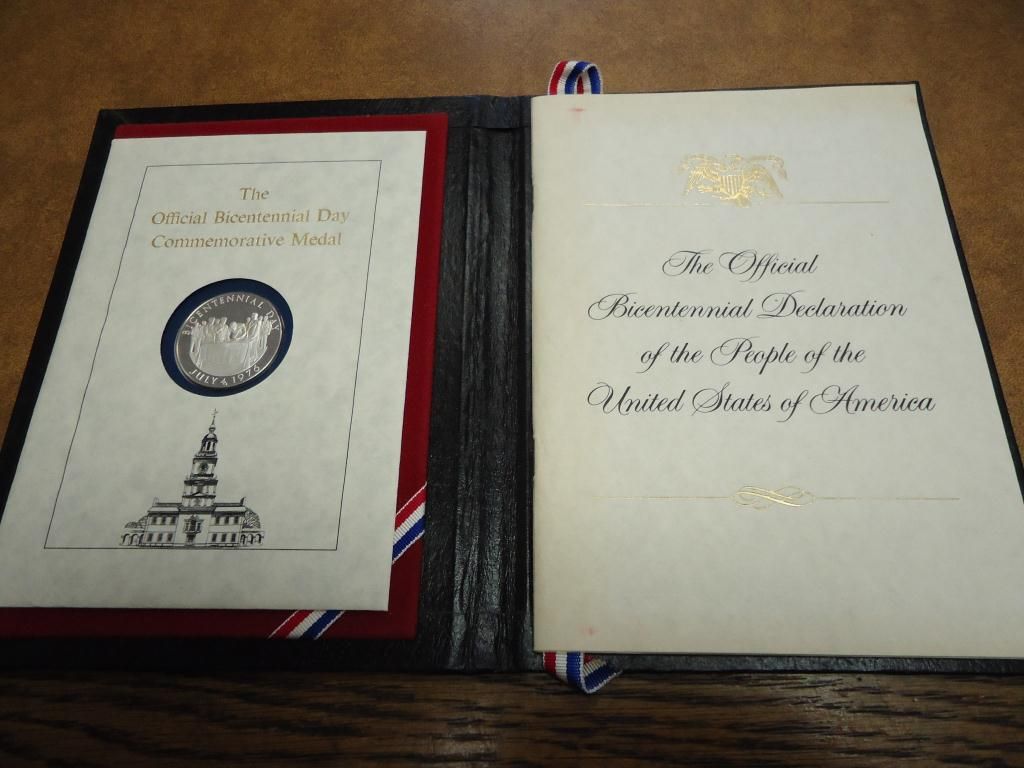 The
Official Bicentennial Day
Commemorative Medal
BICENTENNIAL DAY
JULY 4, 1976
The Official
Bicentennial Declaration
of the People of the
United States of America